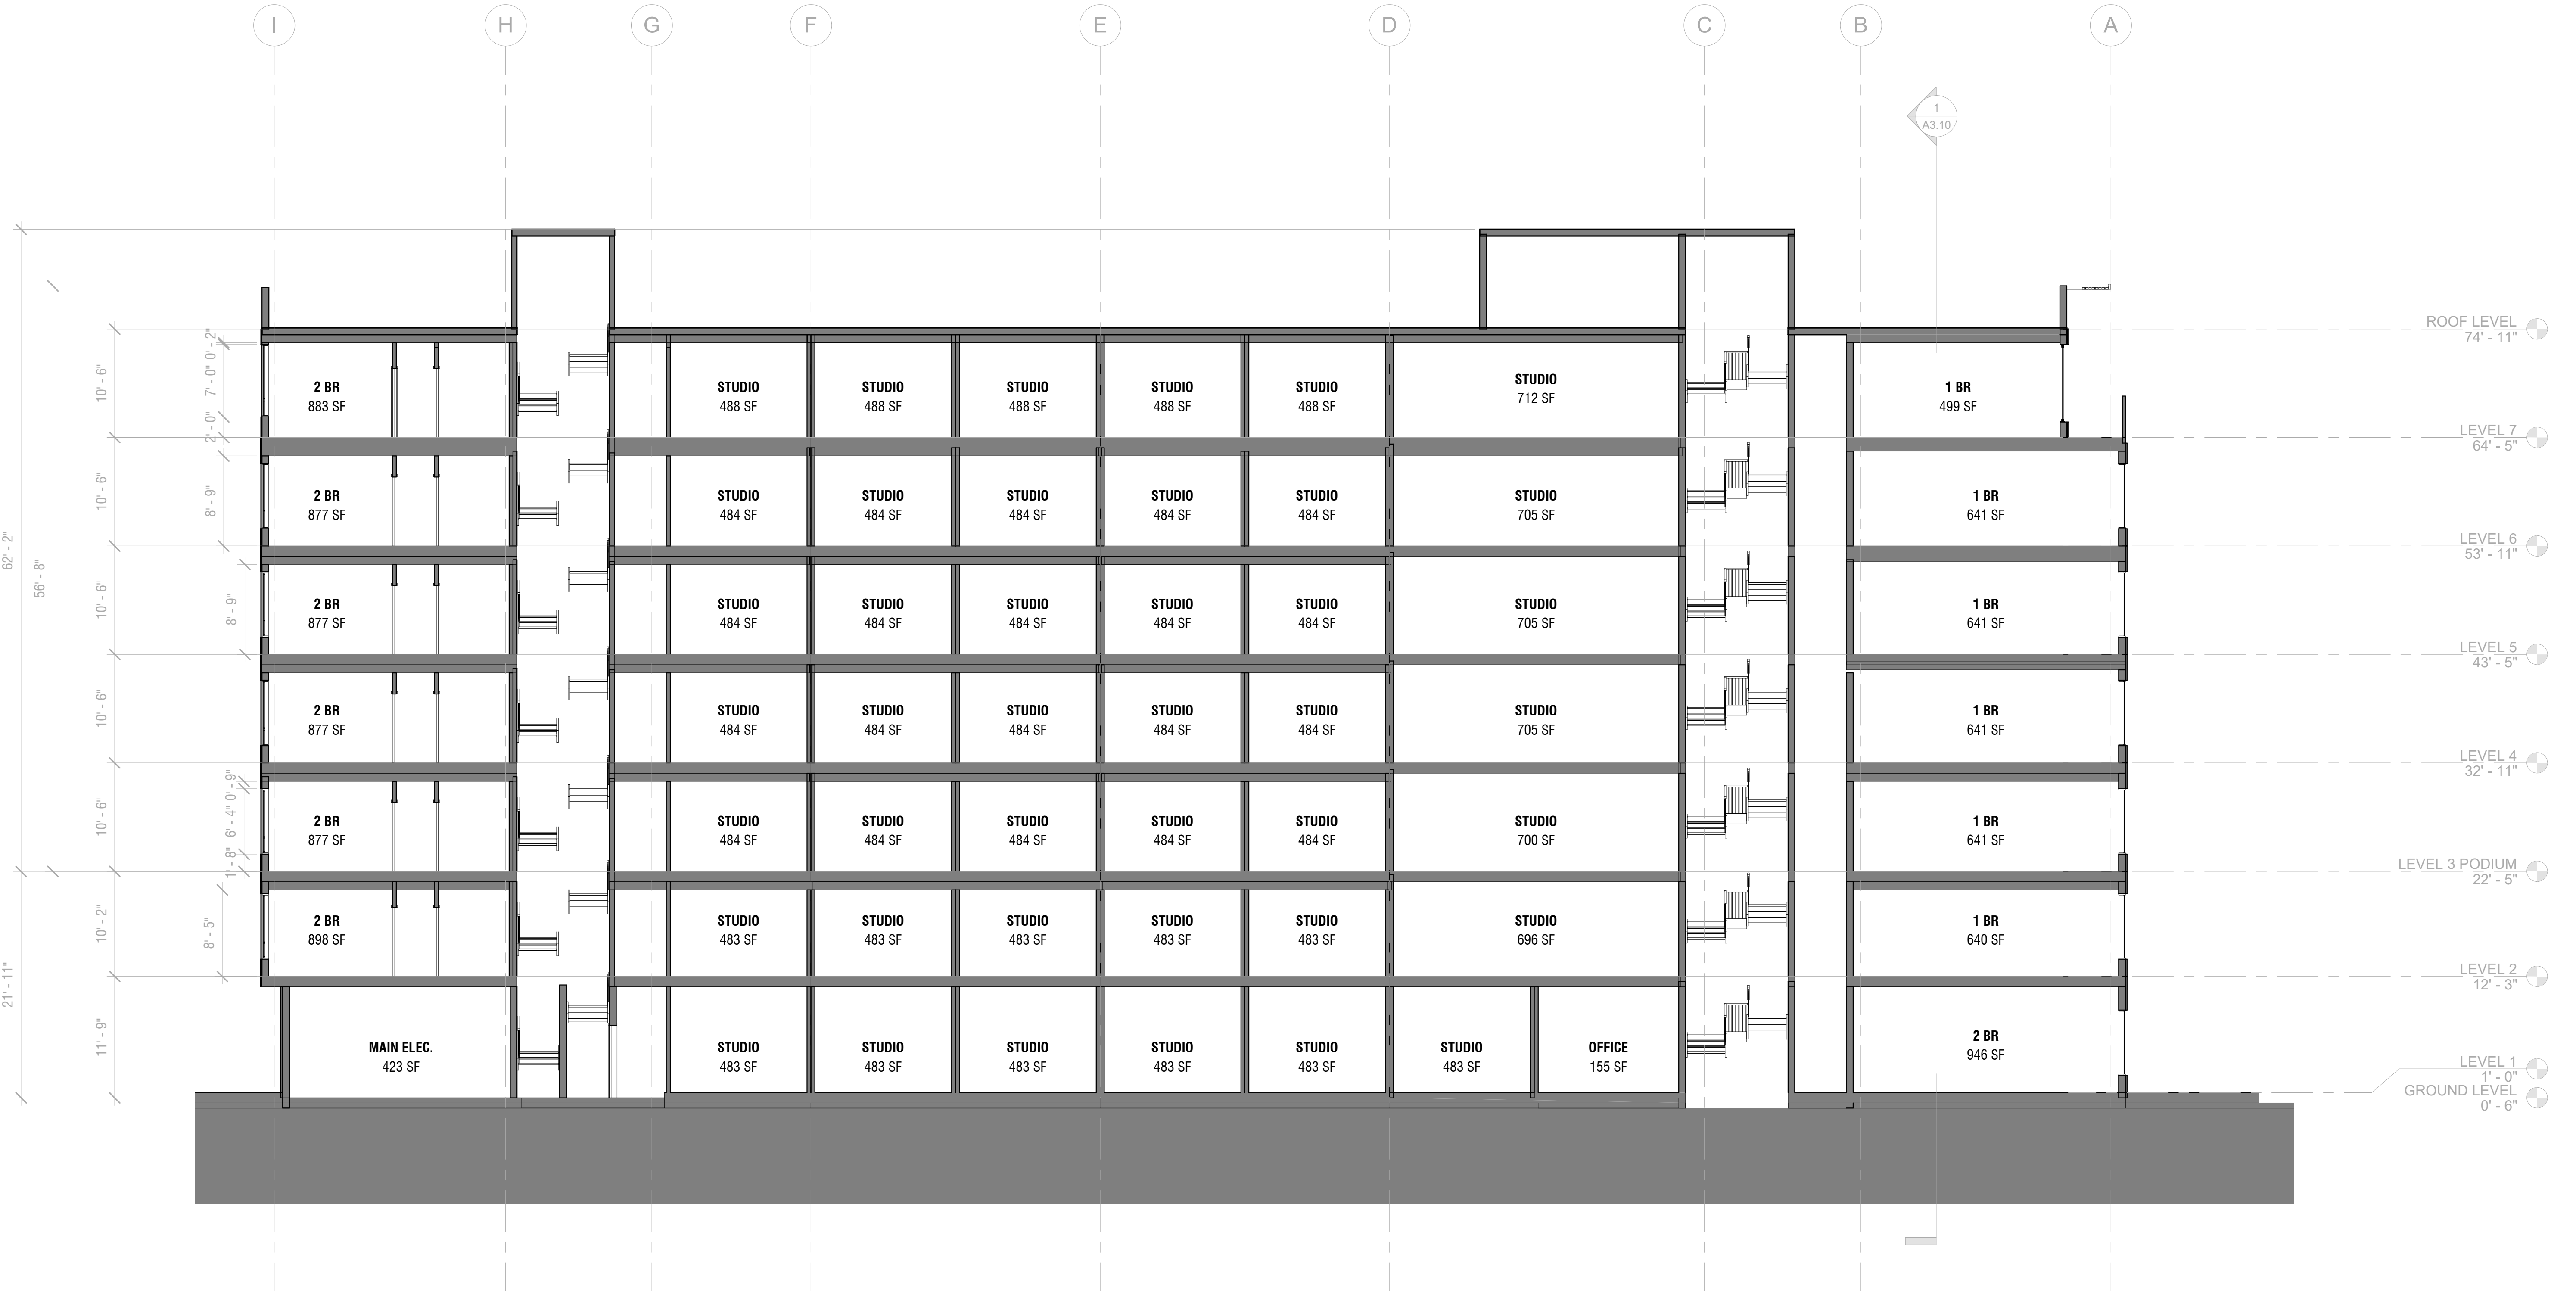 I H G F E D C B A
1
A3.10
ROOF LEVEL
74' - 11"
2 BR STUDIO STUDIO STUDIO STUDIO STUDIO STUDIO 1 BR
883 SF 488 SF 488 SF 488 SF 488 SF 488 SF 712 SF 499 SF
10' - 6"
0' - 2"
7' - 0"
2' - 0"
LEVEL 7
64' - 5"
2 BR STUDIO STUDIO STUDIO STUDIO STUDIO STUDIO 1 BR
877 SF 484 SF 484 SF 484 SF 484 SF 484 SF 705 SF 641 SF
10' - 6"
8' - 9"
LEVEL 6
53' - 11"
62' - 2"
56' - 8"
2 BR STUDIO STUDIO STUDIO STUDIO STUDIO STUDIO 1 BR
877 SF 484 SF 484 SF 484 SF 484 SF 484 SF 705 SF 641 SF
10' - 6"
8' - 9"
LEVEL 5
43' - 5"
2 BR STUDIO STUDIO STUDIO STUDIO STUDIO STUDIO 1 BR
877 SF 484 SF 484 SF 484 SF 484 SF 484 SF 705 SF 641 SF
10' - 6"
LEVEL 4
32' - 11"
2 BR STUDIO STUDIO STUDIO STUDIO STUDIO STUDIO 1 BR
877 SF 484 SF 484 SF 484 SF 484 SF 484 SF 700 SF 641 SF
10' - 6"
0' - 9"
6' - 4"
1' - 8"
LEVEL 3 PODIUM
22' - 5"
2 BR STUDIO STUDIO STUDIO STUDIO STUDIO STUDIO 1 BR
898 SF 483 SF 483 SF 483 SF 483 SF 483 SF 696 SF 640 SF
10' - 2"
8' - 5"
LEVEL 2
12' - 3"
21' - 11"
MAIN ELEC. STUDIO STUDIO STUDIO STUDIO STUDIO STUDIO OFFICE 2 BR
423 SF 483 SF 483 SF 483 SF 483 SF 483 SF 483 SF 155 SF 946 SF
11' - 9"
LEVEL 1
1' - 0"
GROUND LEVEL
0' - 6"